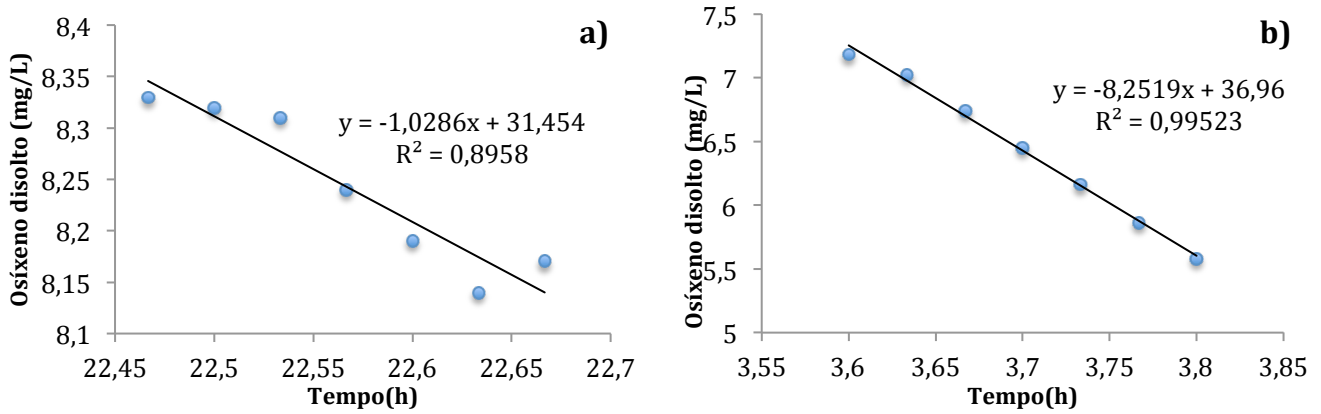 a)
Osíxeno disolto (mg/L)
8,4
8,35
8,3
8,25
8,2
8,15
8,1
y = -1,0286x + 31,454
R² = 0,8958
22,45 22,5 22,55 22,6 22,65 22,7
Tempo(h)
b)
Osíxeno disolto (mg/L)
7,5
7
6,5
6
5,5
5
y = -8,2519x + 36,96
R² = 0,99523
3,55 3,6 3,65 3,7 3,75 3,8 3,85
Tempo(h)